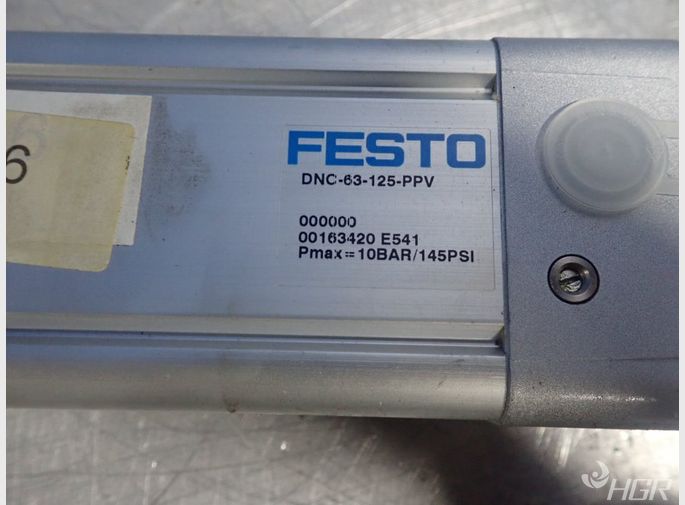 6
FESTO
DNC-63-125-PPV
000000
00163420 E541
Pmax=10BAR/145PSI
HGR